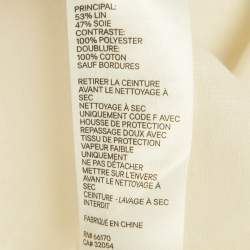 PRINCIPAL:
53% LIN
47% SOIE
CONTRASTE:
100% POLYESTER
DOUBLURE:
100% COTON
SAUF BORDURES
RETIRER LA CEINTURE
AVANT LE NETTOYAGE À
SEC
NETTOYAGE À SEC
UNIQUEMENT CODE F AVEC
HOUSSE DE PROTECTION
REPASSAGE DOUX AVEC
TISSU DE PROTECTION
VAPEUR FAIBLE
UNIQUEMENT
NE PAS DÉTACHER
METTRE SUR L'ENVERS
AVANT LE NETTOYAGE À
SEC
CEINTURE - LAVAGE À SEC
INTERDIT
FABRIQUÉ EN CHINE
RN# 66170
CA# 32054